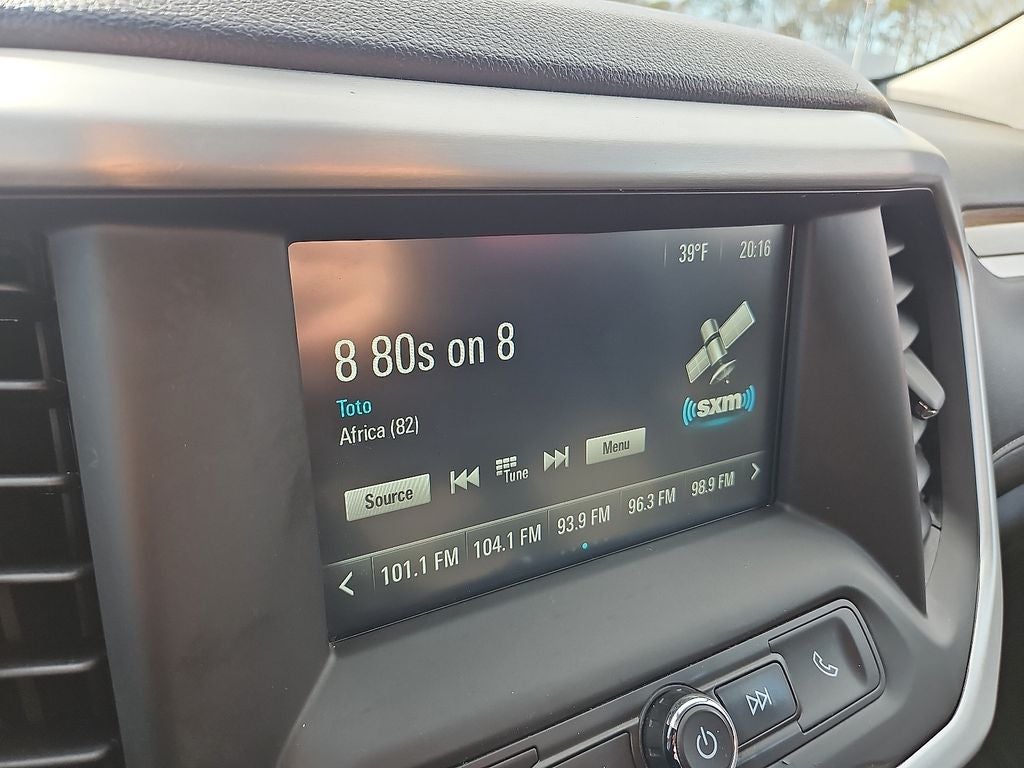 39°F 20:16
8 80s on 8
Toto
Africa (82)
sxm
Source Tune Menu
101.1 FM 104.1 FM 93.9 FM 96.3 FM 98.9 FM